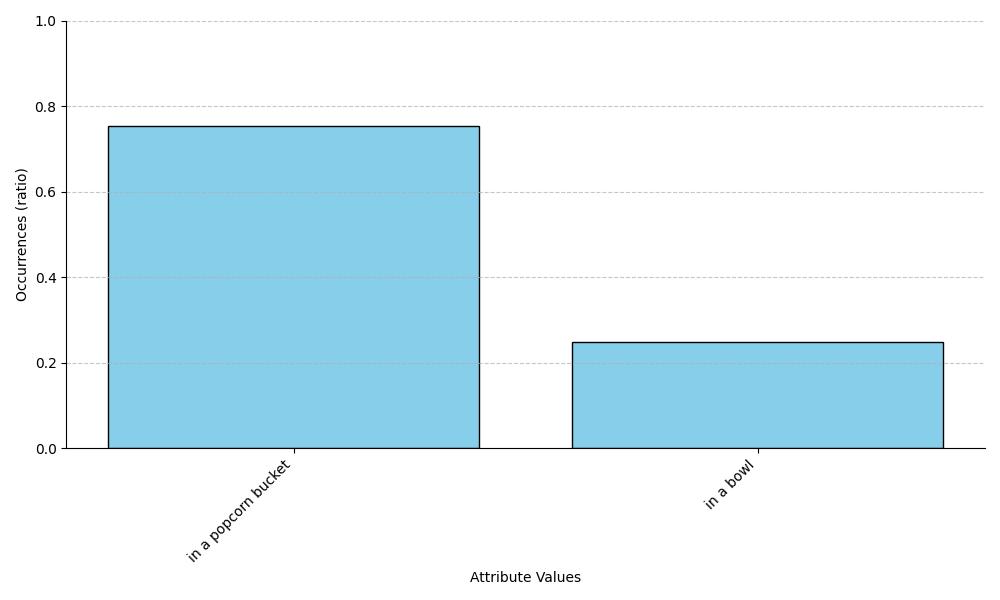 1.0
0.8
0.6
0.4
0.2
0.0
Occurrences (ratio)
in a popcorn bucket
in a bowl
Attribute Values